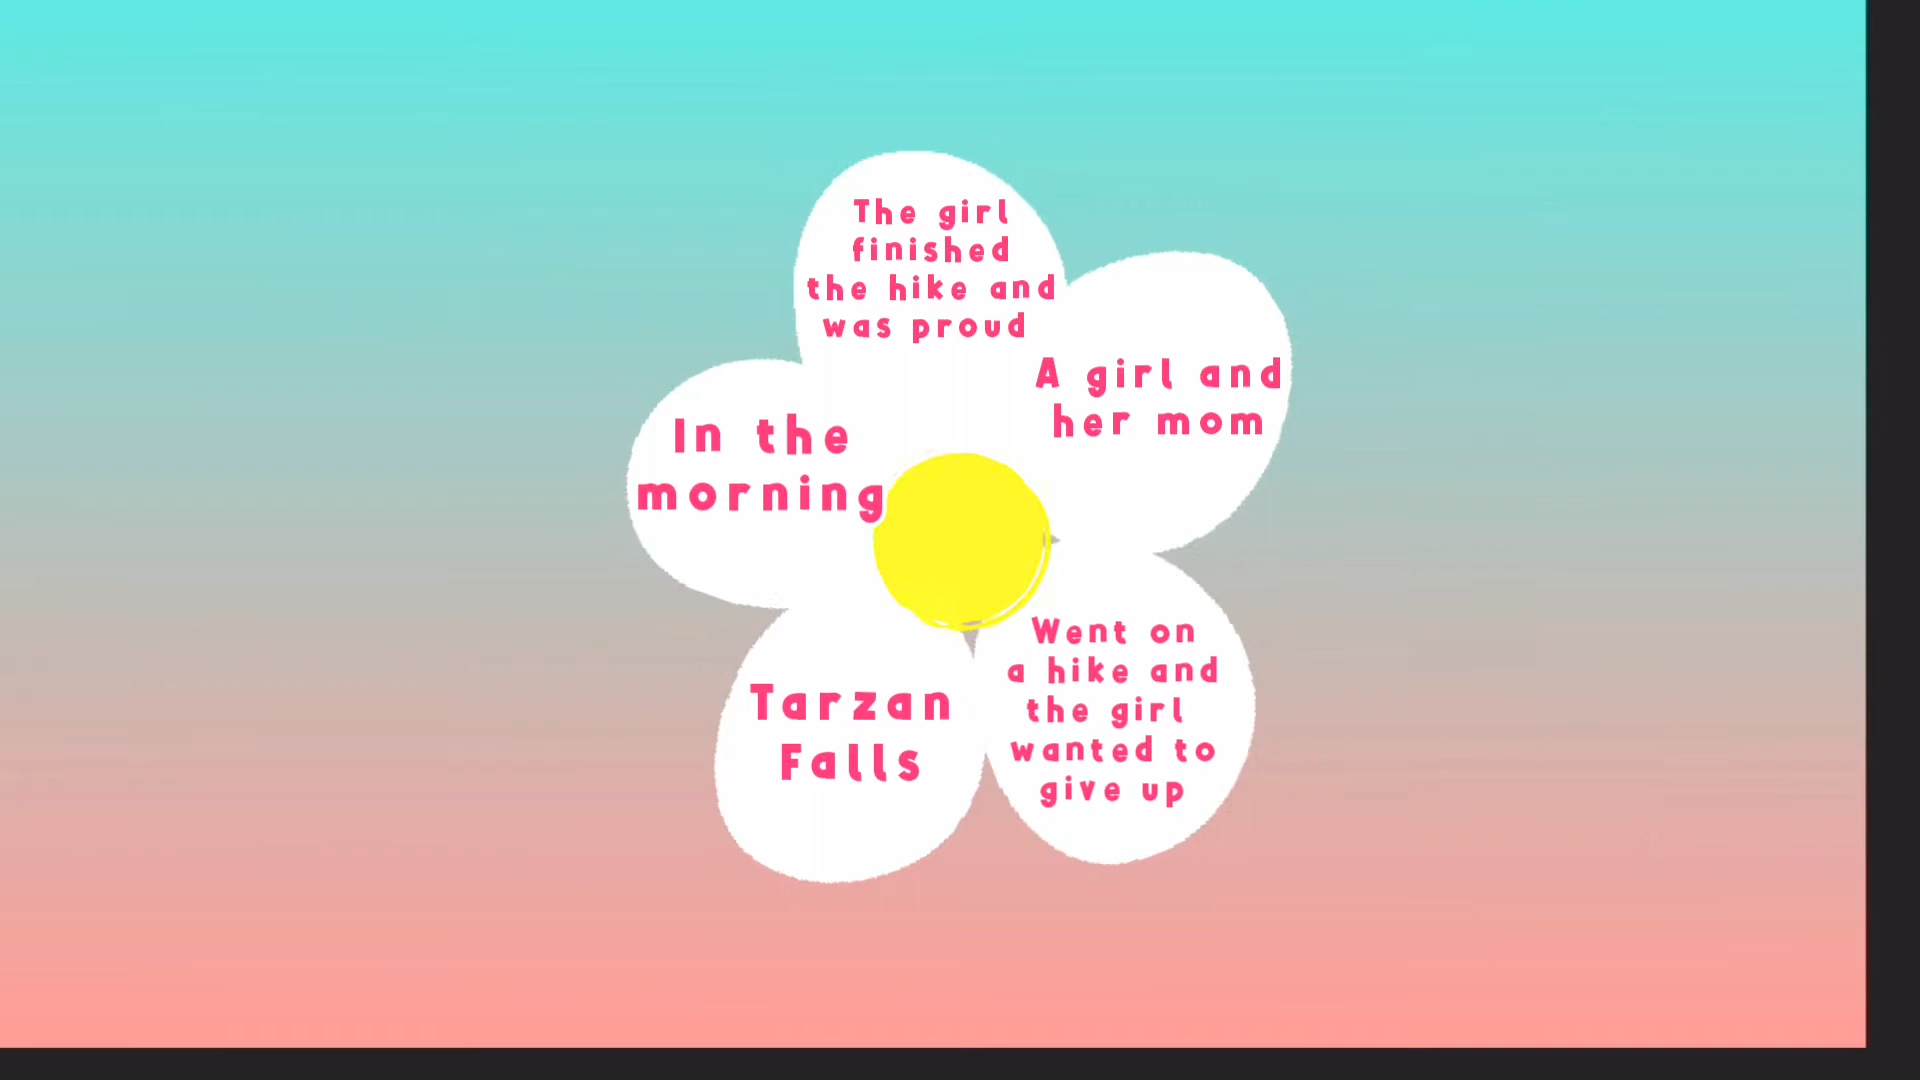 The girl
finished
the hike and
was proud
A girl and
her mom
In the
morning
Went on
a hike and
the girl
wanted to
give up
Tarzan
Falls